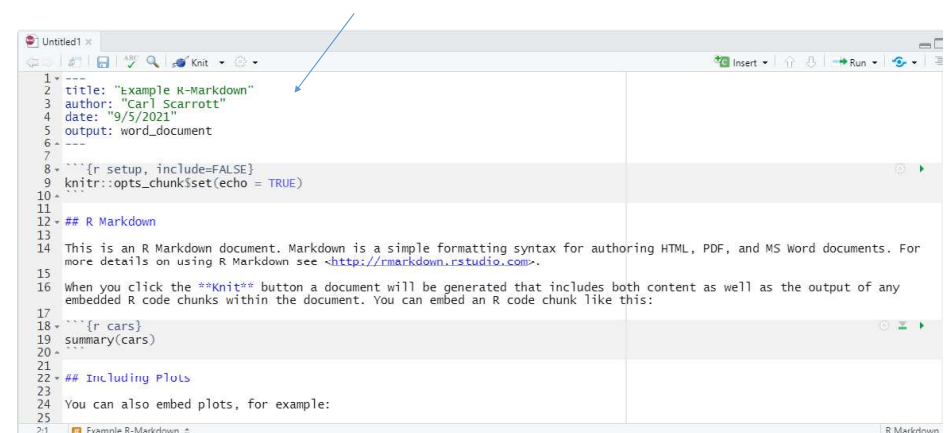 Untitled1
ABC Knit Insert Run
1 ---
2 title: "Example R-Markdown"
3 author: "Carl Scarrott"
4 date: "9/5/2021"
5 output: word_document
6 ---
7
8 ```{r setup, include=FALSE}
9 knitr::opts_chunk$set(echo = TRUE)
10 ```
11
12 ## R Markdown
13
14 This is an R Markdown document. Markdown is a simple formatting syntax for authoring HTML, PDF, and MS Word documents. For
more details on using R Markdown see <http://rmarkdown.rstudio.com>.
15
16 When you click the **Knit** button a document will be generated that includes both content as well as the output of any
embedded R code chunks within the document. You can embed an R code chunk like this:
17
18 ```{r cars}
19 summary(cars)
20 ```
21
22 ## Including Plots
23
24 You can also embed plots, for example:
25
2:1 Example R-Markdown R Markdown